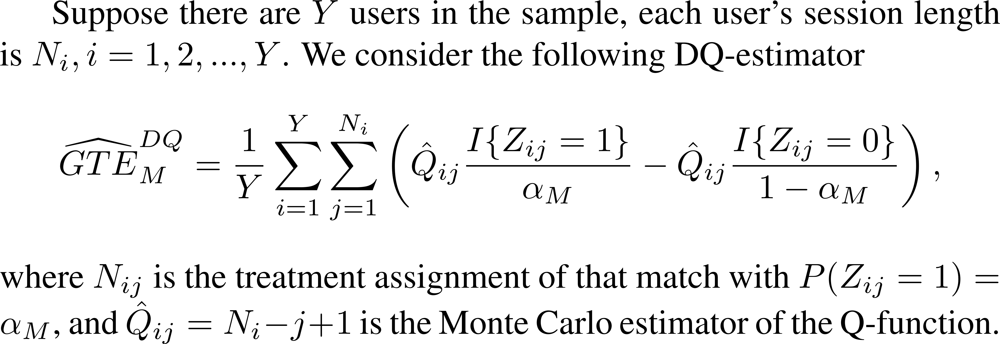 Suppose there are $Y$ users in the sample, each user's session length
is $N_i, i = 1, 2, ..., Y$. We consider the following DQ-estimator
$$\widehat{GTE}_M^{DQ} = \frac{1}{Y} \sum_{i=1}^{Y} \sum_{j=1}^{N_i} \left( \hat{Q}_{ij} \frac{I\{Z_{ij} = 1\}}{\alpha_M} - \hat{Q}_{ij} \frac{I\{Z_{ij} = 0\}}{1 - \alpha_M} \right),$$
where $N_{ij}$ is the treatment assignment of that match with $P(Z_{ij} = 1) =$
$\alpha_M$, and $\hat{Q}_{ij} = N_i - j + 1$ is the Monte Carlo estimator of the Q-function.